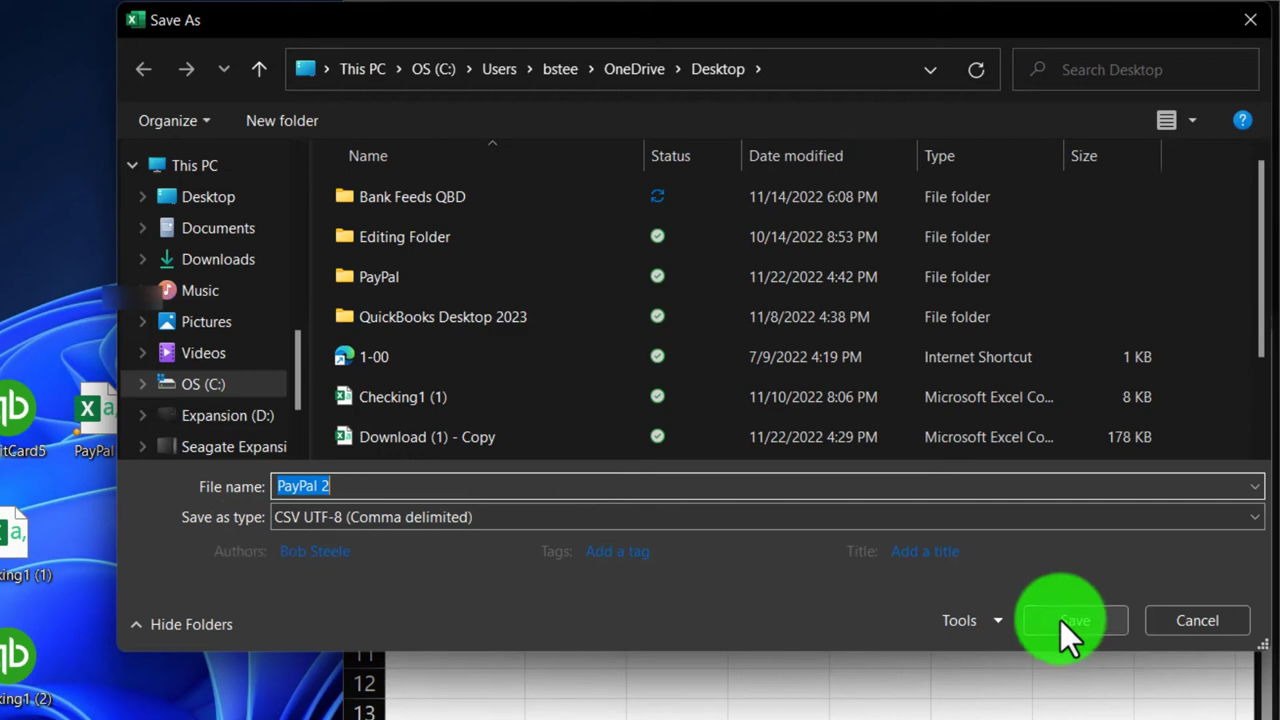 Save As
This PC > OS (C:) > Users > bstee > OneDrive > Desktop >
Search Desktop
Organize
New folder
This PC
Desktop
Documents
Downloads
Music
Pictures
Videos
OS (C:)
Expansion (D:)
Seagate Expansi
Name Status Date modified Type Size
Bank Feeds QBD 11/14/2022 6:08 PM File folder
Editing Folder 10/14/2022 8:53 PM File folder
PayPal 11/22/2022 4:42 PM File folder
QuickBooks Desktop 2023 11/8/2022 4:38 PM File folder
1-00 7/9/2022 4:19 PM Internet Shortcut 1 KB
Checking1 (1) 11/10/2022 8:06 PM Microsoft Excel Co... 8 KB
Download (1) - Copy 11/22/2022 4:29 PM Microsoft Excel Co... 178 KB
File name: PayPal 2
Save as type: CSV UTF-8 (Comma delimited)
Authors: Bob Steele Tags: Add a tag Title: Add a title
Hide Folders
Tools
Save
Cancel
itCard5
PayPal
king1 (1)
king1 (2)
12
13